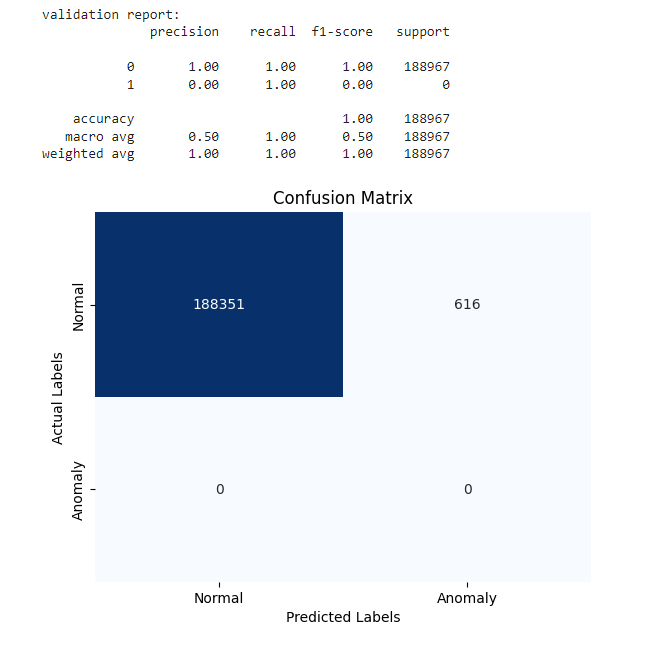 validation report:
precision recall f1-score support
0 1.00 1.00 1.00 188967
1 0.00 1.00 0.00 0
accuracy 1.00 188967
macro avg 0.50 1.00 0.50 188967
weighted avg 1.00 1.00 1.00 188967
Confusion Matrix
Actual Labels
Normal
188351 616
Anomaly
0 0
Normal Anomaly
Predicted Labels